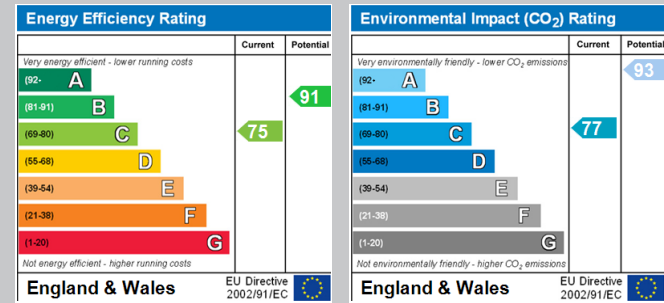 Energy Efficiency Rating
Current Potential
Very energy efficient - lower running costs
(92- A
(81-91) B
91
(69-80) C
75
(55-68) D
(39-54) E
(21-38) F
(1-20) G
Not energy efficient - higher running costs
England & Wales
EU Directive
2002/91/EC
Environmental Impact (CO2) Rating
Current Potential
Very environmentally friendly - lower CO2 emissions
93
(92- A
(81-91) B
(69-80) C
77
(55-68) D
(39-54) E
(21-38) F
(1-20) G
Not environmentally friendly - higher CO2 emissions
England & Wales
EU Directive
2002/91/EC